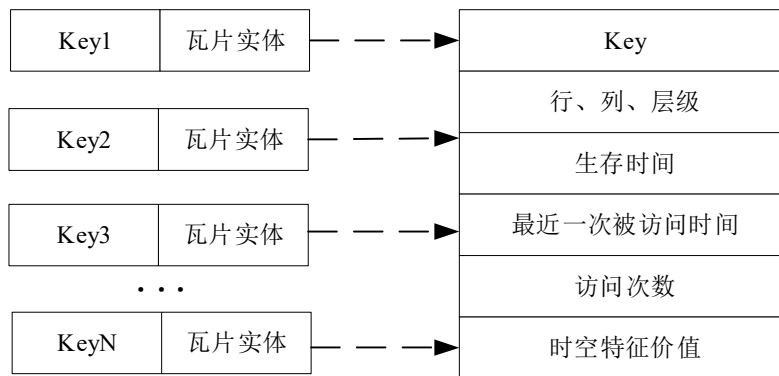 Key1 瓦片实体
Key2 瓦片实体
Key3 瓦片实体
...
KeyN 瓦片实体
Key
行、列、层级
生存时间
最近一次被访问时间
访问次数
时空特征价值